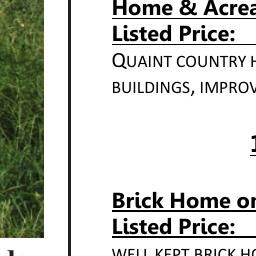 Home & Acrea
Listed Price:
QUAINT COUNTRY H
BUILDINGS, IMPROV
1
Brick Home or
Listed Price:
WELL KEPT BRICK HO